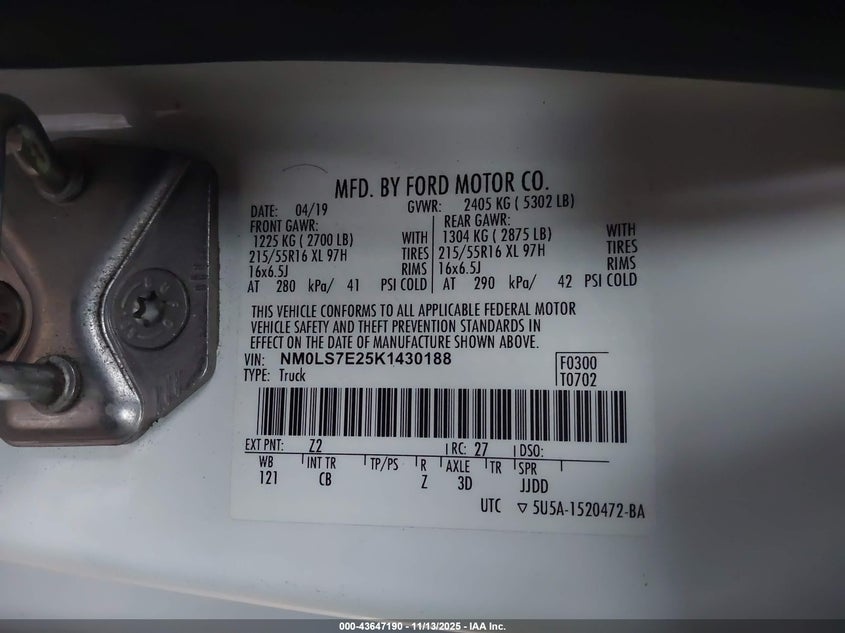 MFD. BY FORD MOTOR CO.
DATE: 04/19 GVWR: 2405 KG ( 5302 LB)
FRONT GAWR: REAR GAWR:
1225 KG ( 2700 LB) WITH 1304 KG ( 2875 LB) WITH
215/55R16 XL 97H TIRES 215/55R16 XL 97H TIRES
16x6.5J RIMS 16x6.5J RIMS
AT 280 kPa/ 41 PSI COLD AT 290 kPa/ 42 PSI COLD
THIS VEHICLE CONFORMS TO ALL APPLICABLE FEDERAL MOTOR
VEHICLE SAFETY AND THEFT PREVENTION STANDARDS IN
EFFECT ON THE DATE OF MANUFACTURE SHOWN ABOVE.
VIN: NM0LS7E25K1430188 F0300
TYPE: Truck T0702
EXT PNT: Z2 RC: 27 DSO:
WB INT TR TP/PS R AXLE TR SPR
121 CB Z 3D JJDD
UTC ▽ 5U5A-1520472-BA
000-43647190 - 11/13/2025 - IAA Inc.